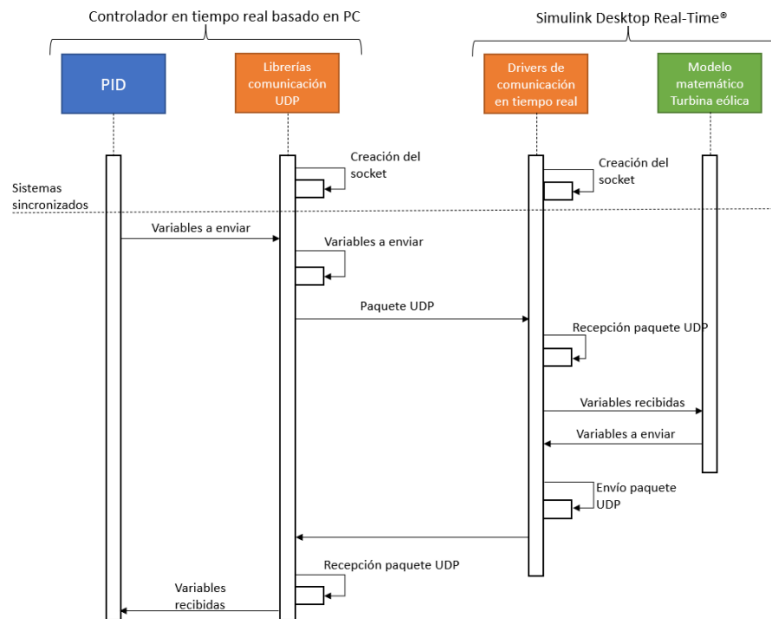 Controlador en tiempo real basado en PC
Simulink Desktop Real-Time®
PID
Librerías
comunicación
UDP
Drivers de
comunicación
en tiempo real
Modelo
matemático
Turbina eólica
Creación del
socket
Creación del
socket
Sistemas
sincronizados
Variables a enviar
Variables a enviar
Paquete UDP
Recepción paquete UDP
Variables recibidas
Variables a enviar
Envío paquete
UDP
Recepción paquete UDP
Variables
recibidas